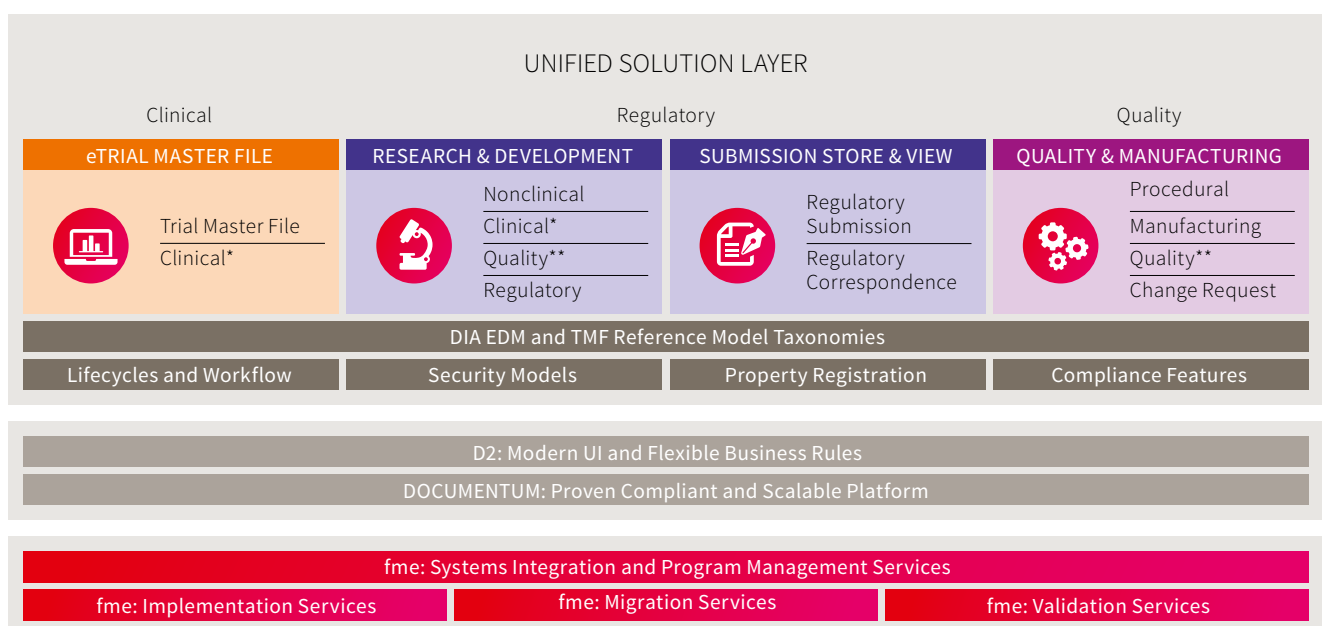 UNIFIED SOLUTION LAYER
Clinical
Regulatory
Quality
eTRIAL MASTER FILE
RESEARCH & DEVELOPMENT
SUBMISSION STORE & VIEW
QUALITY & MANUFACTURING
Trial Master File
Clinical*
Nonclinical
Clinical*
Quality**
Regulatory
Regulatory
Submission
Regulatory
Correspondence
Procedural
Manufacturing
Quality**
Change Request
DIA EDM and TMF Reference Model Taxonomies
Lifecycles and Workflow
Security Models
Property Registration
Compliance Features
D2: Modern UI and Flexible Business Rules
DOCUMENTUM: Proven Compliant and Scalable Platform
fme: Systems Integration and Program Management Services
fme: Implementation Services
fme: Migration Services
fme: Validation Services